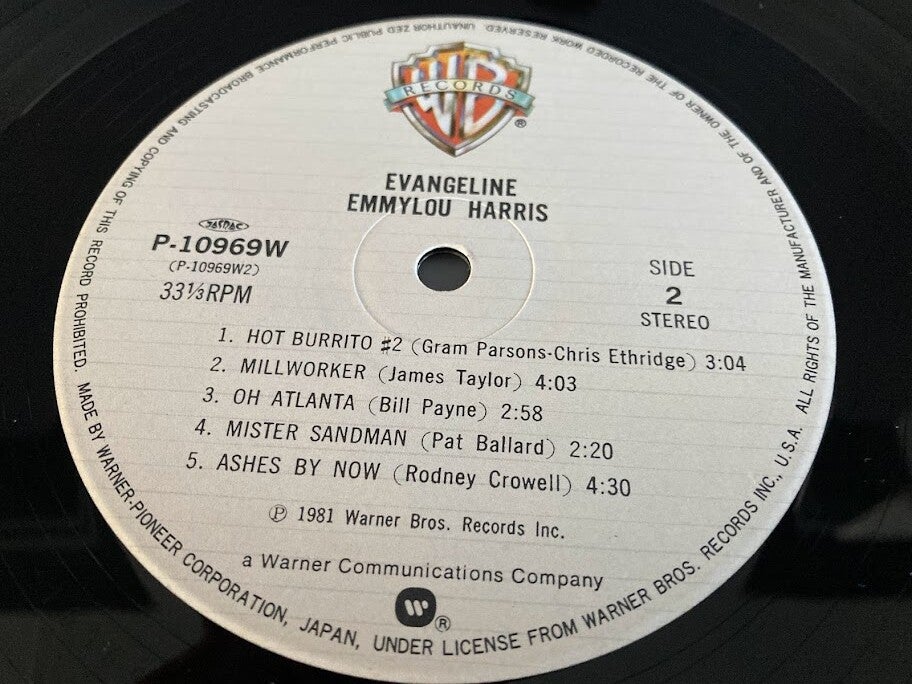 WB
RECORDS
®
EVANGELINE
EMMYLOU HARRIS
JASRAC
P-10969W
(P-10969W2)
33⅓RPM
SIDE
2
STEREO
1. HOT BURRITO #2 (Gram Parsons-Chris Ethridge) 3:04
2. MILLWORKER (James Taylor) 4:03
3. OH ATLANTA (Bill Payne) 2:58
4. MISTER SANDMAN (Pat Ballard) 2:20
5. ASHES BY NOW (Rodney Crowell) 4:30
Ⓟ 1981 Warner Bros. Records Inc.
a Warner Communications Company
®
ALL RIGHTS OF THE MANUFACTURER AND OF THE OWNER OF THE RECORDED WORK RESERVED. UNAUTHORIZED PUBLIC PERFORMANCE BROADCASTING AND COPYING OF THIS RECORD PROHIBITED.
MADE BY WARNER-PIONEER CORPORATION, JAPAN, UNDER LICENSE FROM WARNER BROS. RECORDS INC., U.S.A.